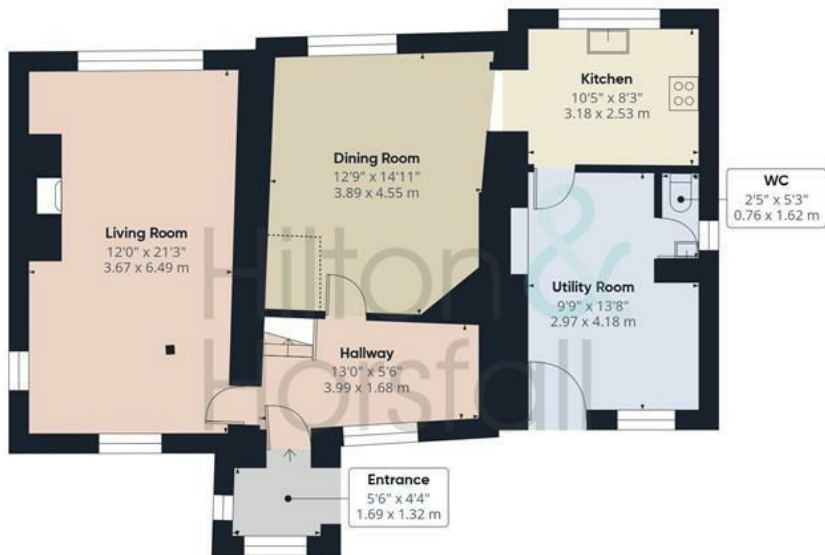 Kitchen
10'5" x 8'3"
3.18 x 2.53 m
Dining Room
12'9" x 14'11"
3.89 x 4.55 m
WC
2'5" x 5'3"
0.76 x 1.62 m
Living Room
12'0" x 21'3"
3.67 x 6.49 m
Utility Room
9'9" x 13'8"
2.97 x 4.18 m
Hallway
13'0" x 5'6"
3.99 x 1.68 m
Entrance
5'6" x 4'4"
1.69 x 1.32 m
Hilton &
Horsfall